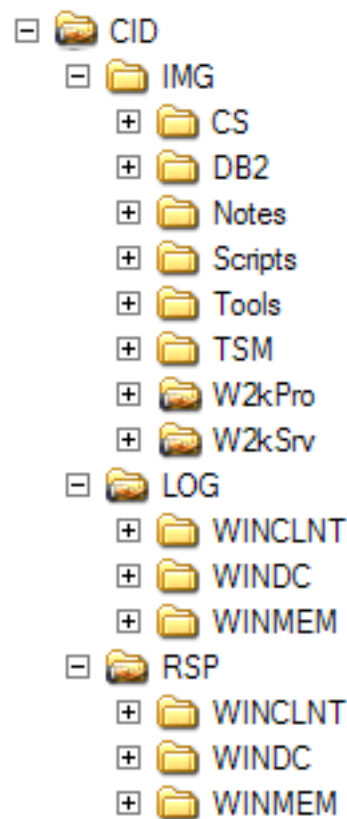 CID
IMG
CS
DB2
Notes
Scripts
Tools
TSM
W2kPro
W2kSrv
LOG
WINCLNT
WINDC
WINMEM
RSP
WINCLNT
WINDC
WINMEM